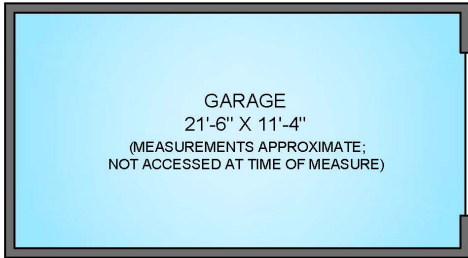 GARAGE
21'-6" X 11'-4"
(MEASUREMENTS APPROXIMATE;
NOT ACCESSED AT TIME OF MEASURE)